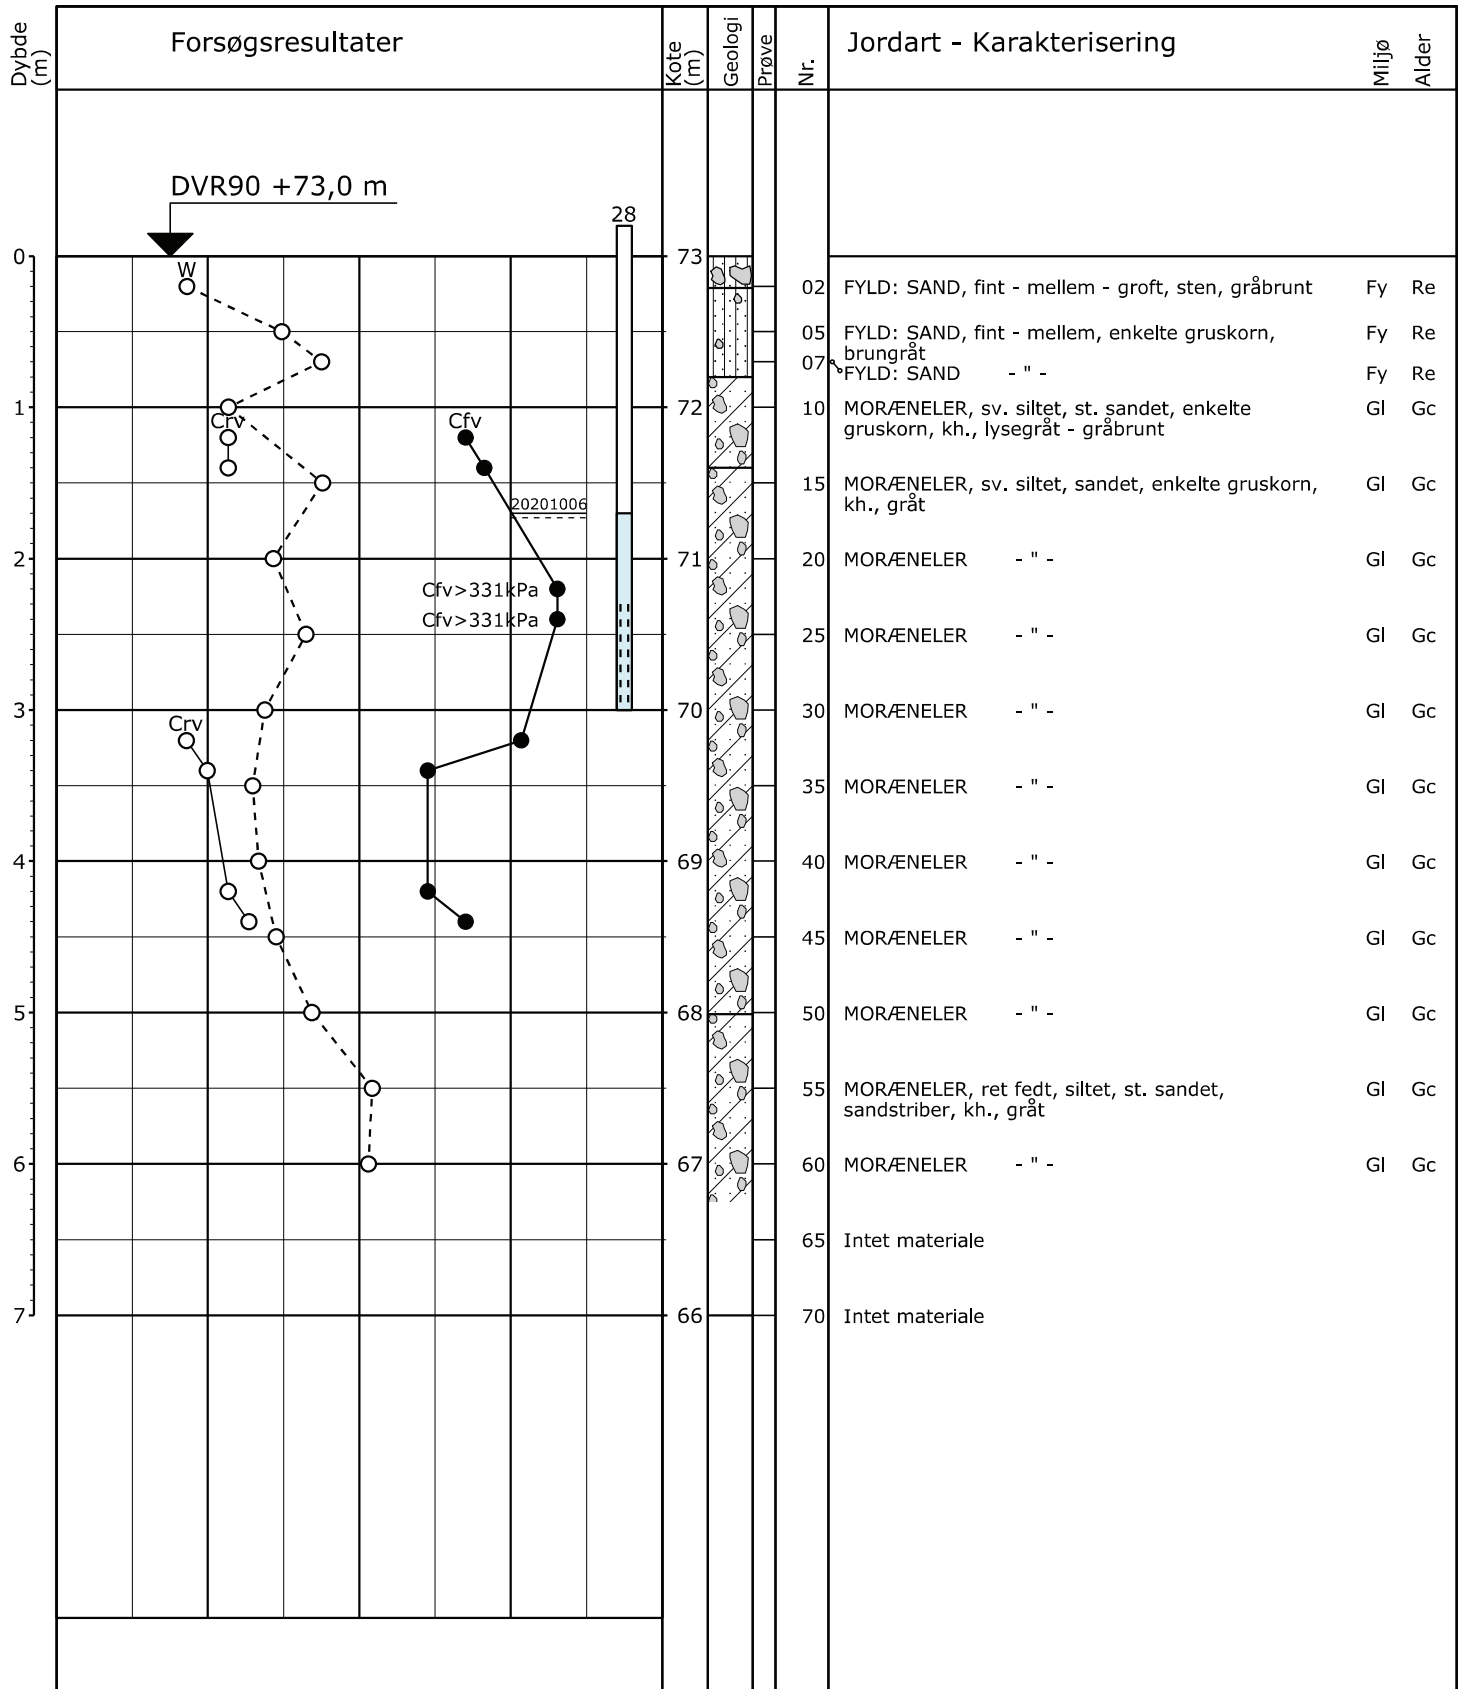 Dybde (m)
Forsøgsresultater
Kote (m)
Geologi
Prøve
Nr.
Jordart - Karakterisering
Miljø
Alder
DVR90 +73,0 m
28
0
W
73
02 FYLD: SAND, fint - mellem - groft, sten, gråbrunt Fy Re
05 FYLD: SAND, fint - mellem, enkelte gruskorn, Fy Re
brungråt
07 FYLD: SAND - " - Fy Re
1
72
10 MORÆNELER, sv. siltet, st. sandet, enkelte Gl Gc
gruskorn, kh., lysegråt - gråbrunt
Crv
Cfv
15 MORÆNELER, sv. siltet, sandet, enkelte gruskorn, Gl Gc
kh., gråt
20201006
2
71
20 MORÆNELER - " - Gl Gc
Cfv>331kPa
Cfv>331kPa
25 MORÆNELER - " - Gl Gc
3
70
30 MORÆNELER - " - Gl Gc
Crv
35 MORÆNELER - " - Gl Gc
4
69
40 MORÆNELER - " - Gl Gc
45 MORÆNELER - " - Gl Gc
5
68
50 MORÆNELER - " - Gl Gc
55 MORÆNELER, ret fedt, siltet, st. sandet, Gl Gc
sandstriber, kh., gråt
6
67
60 MORÆNELER - " - Gl Gc
65 Intet materiale
7
66
70 Intet materiale